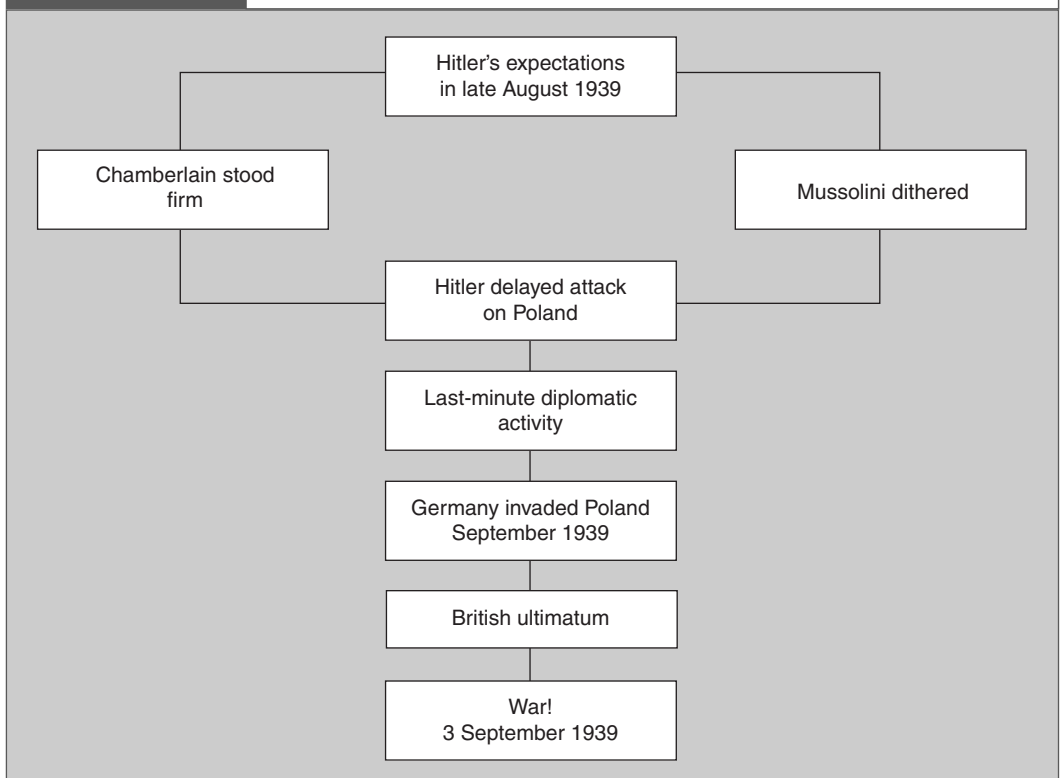 Hitler's expectations
in late August 1939
Chamberlain stood
firm
Mussolini dithered
Hitler delayed attack
on Poland
Last-minute diplomatic
activity
Germany invaded Poland
September 1939
British ultimatum
War!
3 September 1939